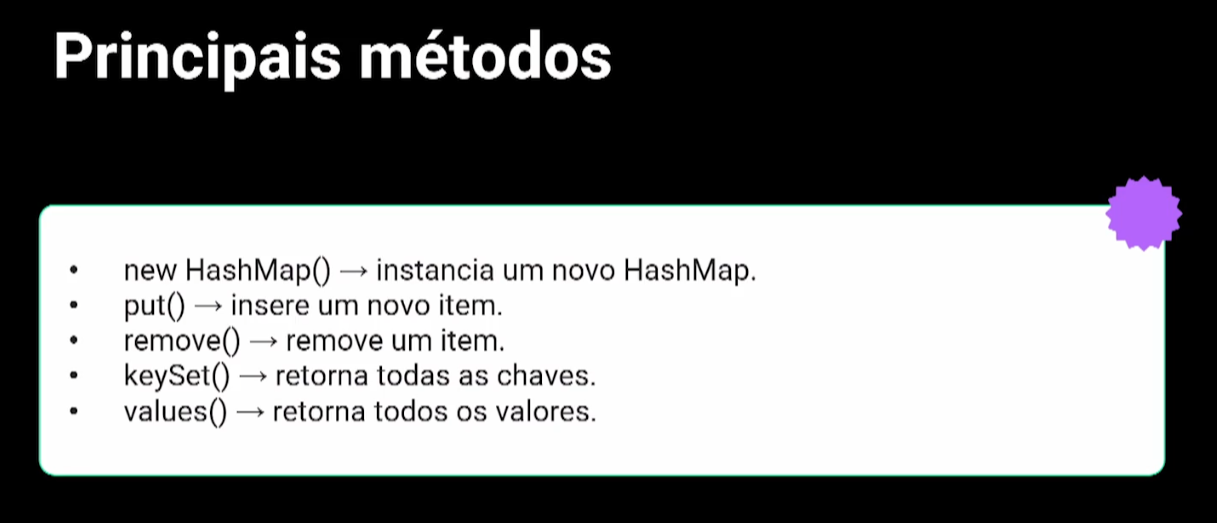 Principais métodos
• new HashMap() → instancia um novo HashMap.
• put() → insere um novo item.
• remove() → remove um item.
• keySet() → retorna todas as chaves.
• values() → retorna todos os valores.